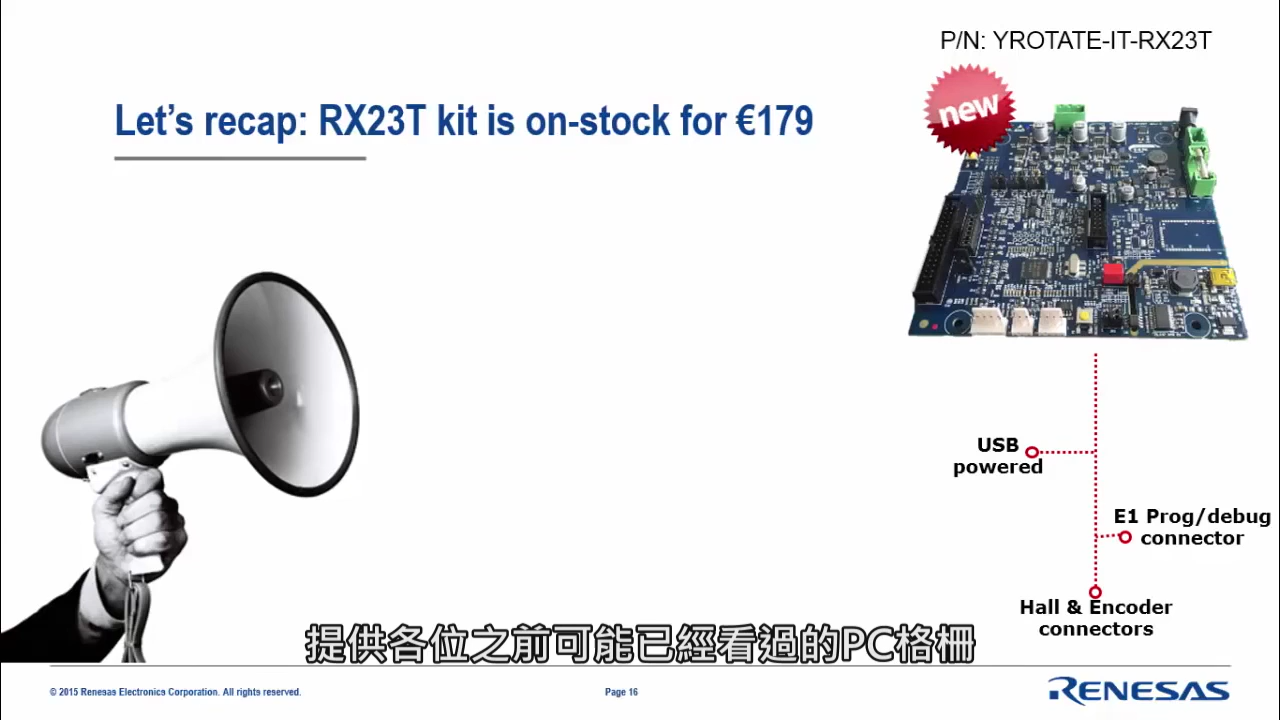 P/N: YROTATE-IT-RX23T
new
Let's recap: RX23T kit is on-stock for €179
USB
powered
E1 Prog/debug
connector
Hall & Encoder
connectors
提供各位之前可能已經看過的PC格柵
© 2015 Renesas Electronics Corporation. All rights reserved.
Page 16
RENESAS